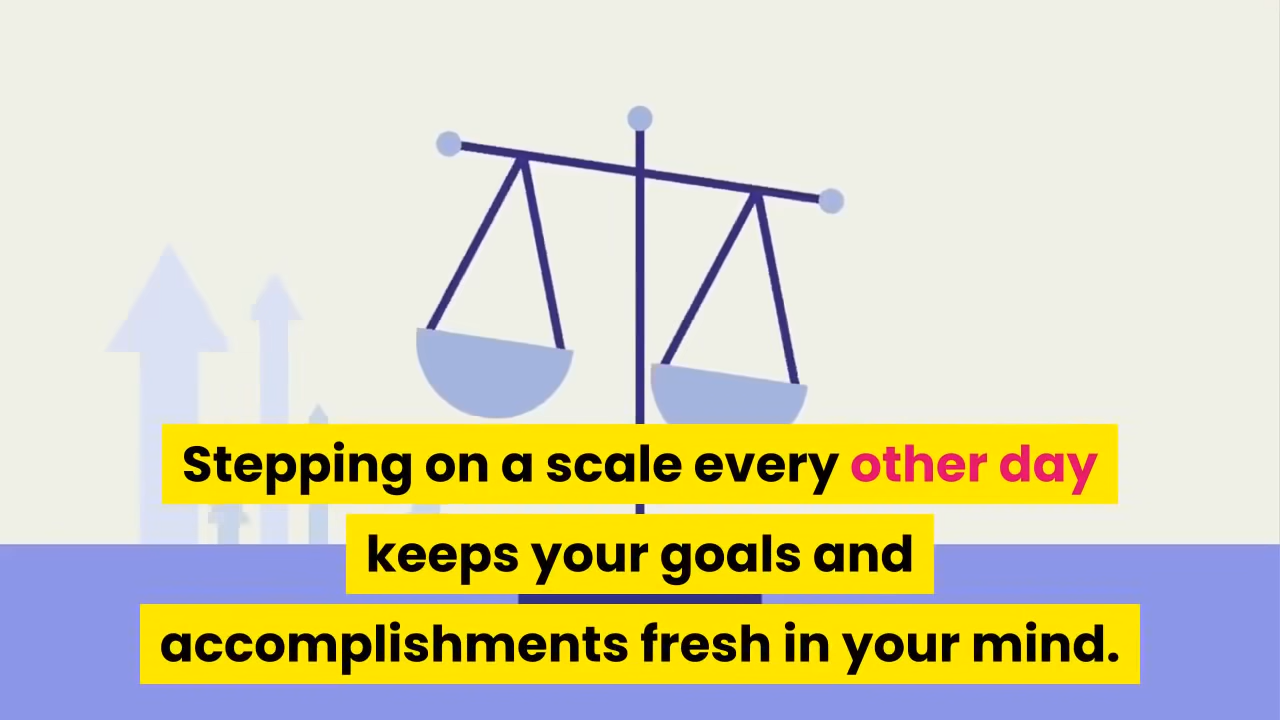 Stepping on a scale every other day
keeps your goals and
accomplishments fresh in your mind.